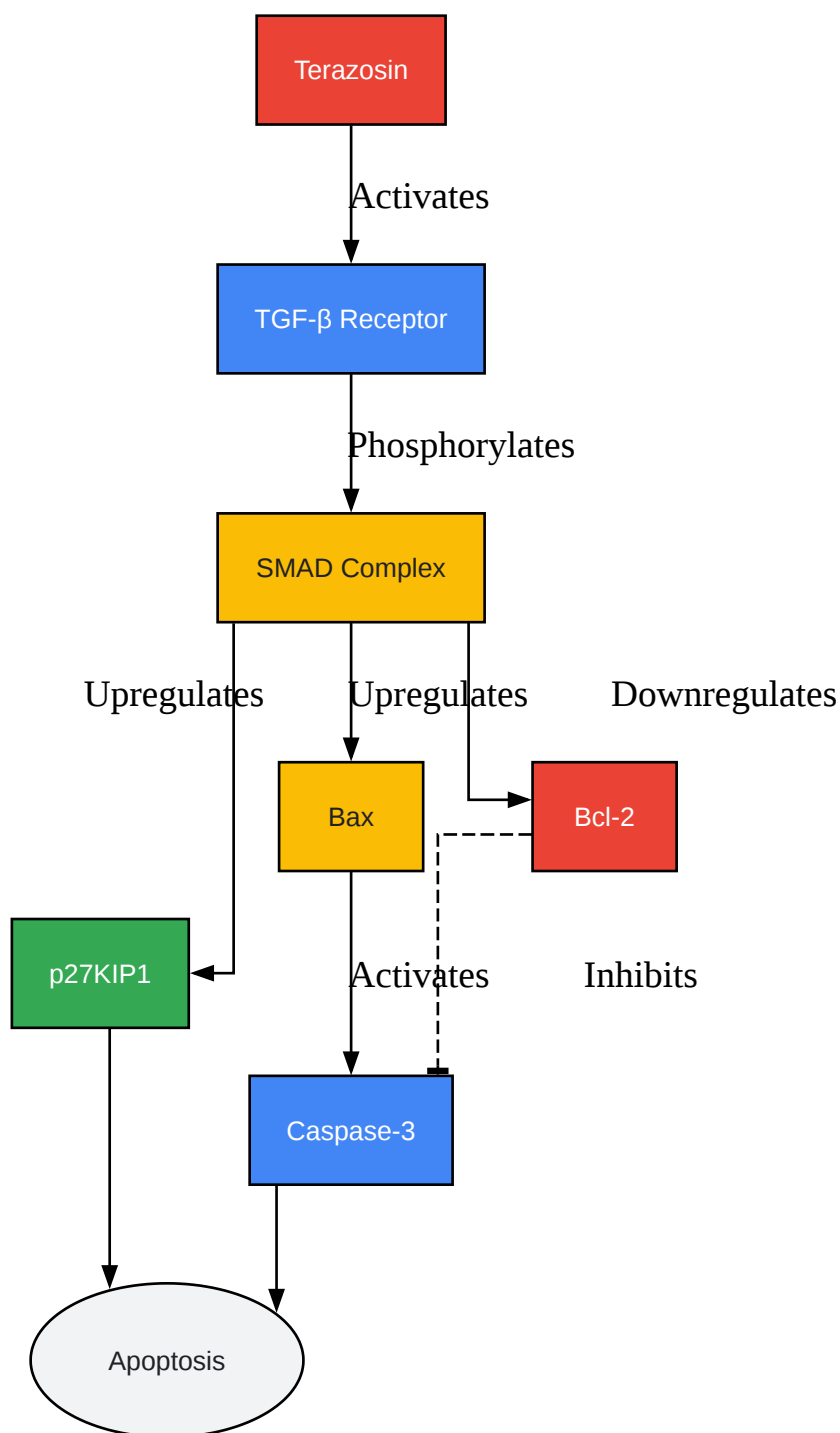 Terazosin
Activates
TGF-β Receptor
Phosphorylates
SMAD Complex
Upregulates
Upregulates
Downregulates
Bax
Bcl-2
p27KIP1
Activates
Inhibits
Caspase-3
Apoptosis